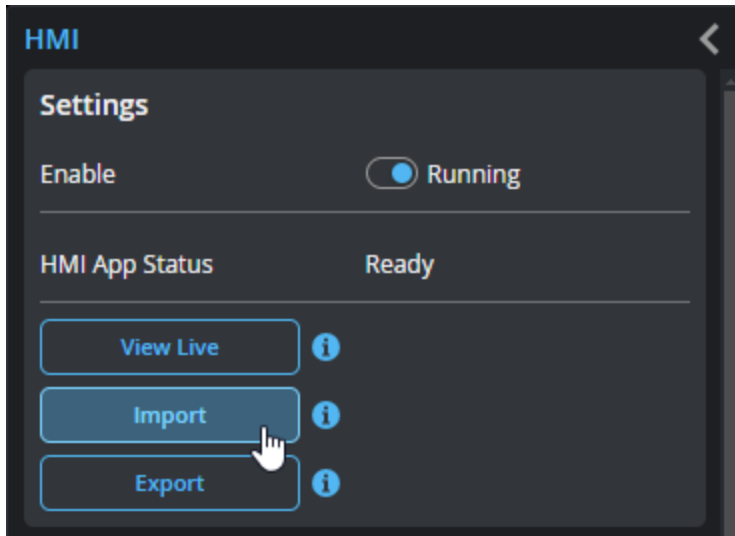 HMI
Settings
Enable Running
HMI App Status Ready
View Live
Import
Export